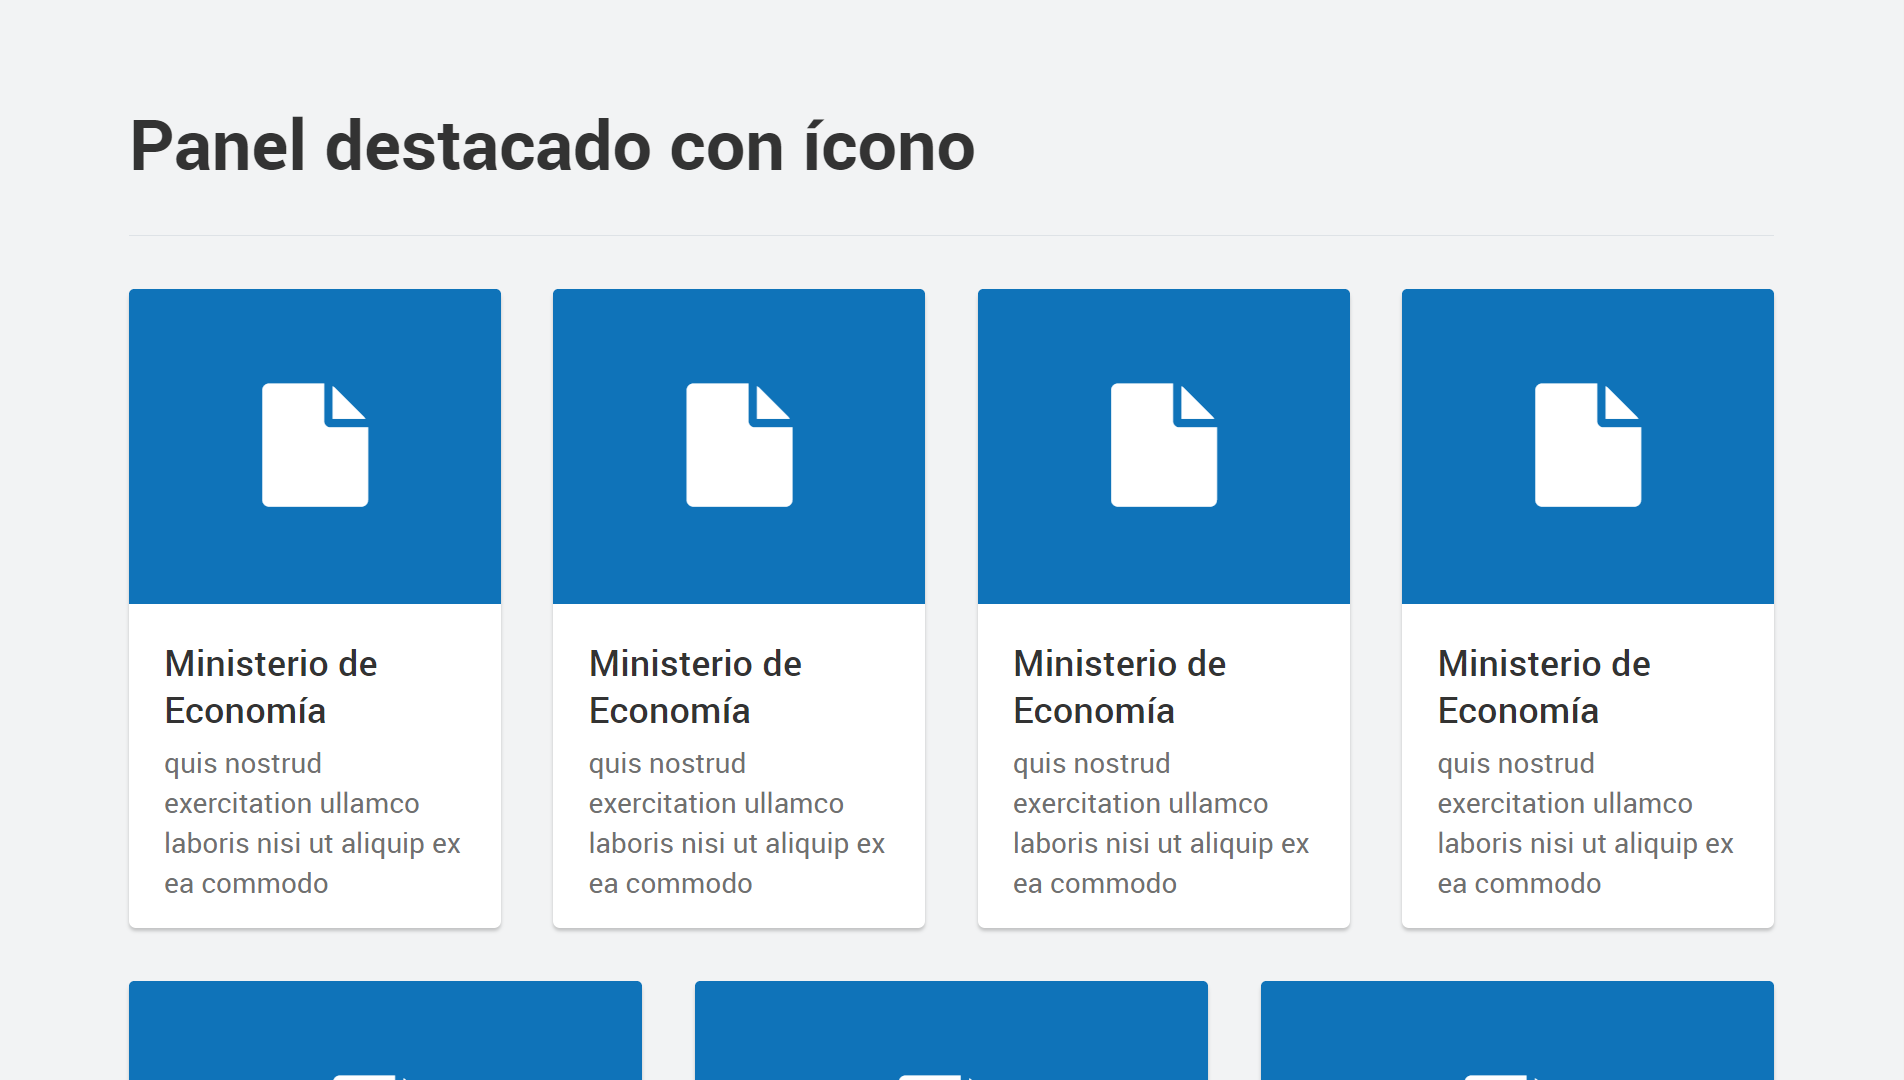 Panel destacado con ícono
Ministerio de
Economía
quis nostrud
exercitation ullamco
laboris nisi ut aliquip ex
ea commodo
Ministerio de
Economía
quis nostrud
exercitation ullamco
laboris nisi ut aliquip ex
ea commodo
Ministerio de
Economía
quis nostrud
exercitation ullamco
laboris nisi ut aliquip ex
ea commodo
Ministerio de
Economía
quis nostrud
exercitation ullamco
laboris nisi ut aliquip ex
ea commodo